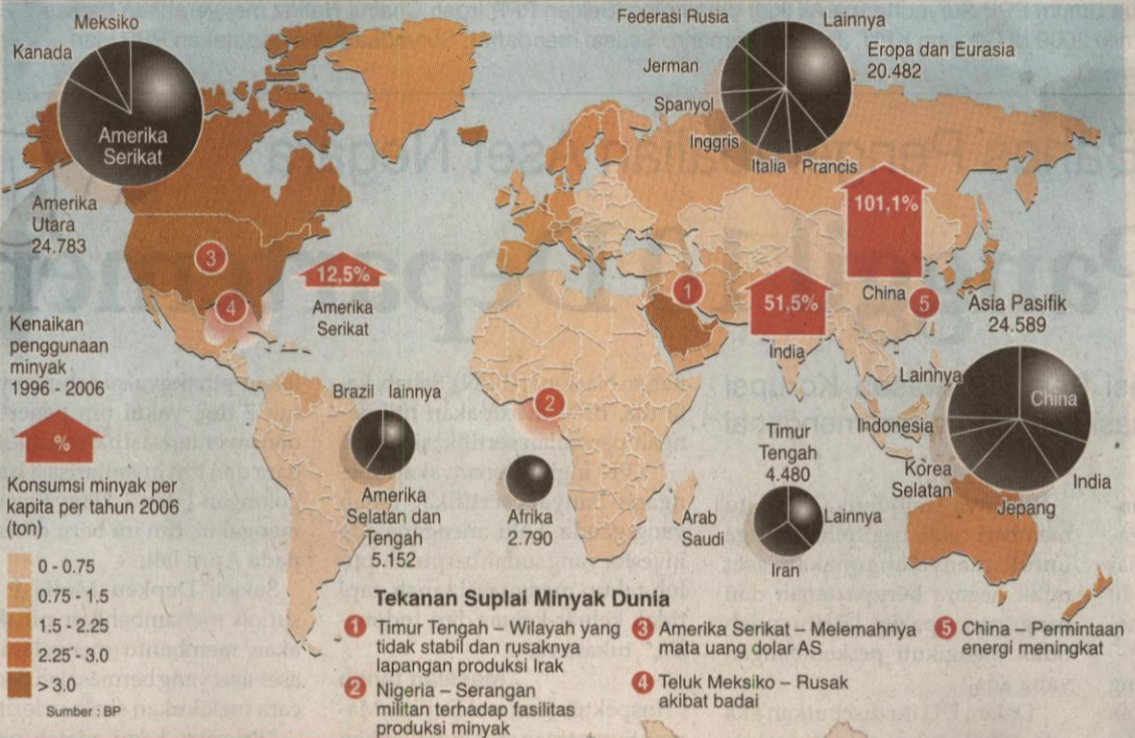 Meksiko
Kanada
Amerika
Serikat
Amerika
Utara
24.783
Federasi Rusia
Lainnya
Jerman
Eropa dan Eurasia
20.482
Spanyol
Inggris
Italia
Prancis
101,1%
China
51,5%
India
12,5%
Amerika
Serikat
1
2
3
4
5
Asia Pasifik
24.589
Lainnya
China
Indonesia
Korea
Selatan
India
Jepang
Kenaikan
penggunaan
minyak
1996 - 2006
%
Konsumsi minyak per
kapita per tahun 2006
(ton)
0 - 0.75
0.75 - 1.5
1.5 - 2.25
2.25 - 3.0
> 3.0
Sumber : BP
Brazil lainnya
Amerika
Selatan dan
Tengah
5.152
Afrika
2.790
Timur
Tengah
4.480
Arab
Saudi
Lainnya
Iran
Tekanan Suplai Minyak Dunia
1 Timur Tengah – Wilayah yang
tidak stabil dan rusaknya
lapangan produksi Irak
2 Nigeria – Serangan
militan terhadap fasilitas
produksi minyak
3 Amerika Serikat – Melemahnya
mata uang dolar AS
4 Teluk Meksiko – Rusak
akibat badai
5 China – Permintaan
energi meningkat